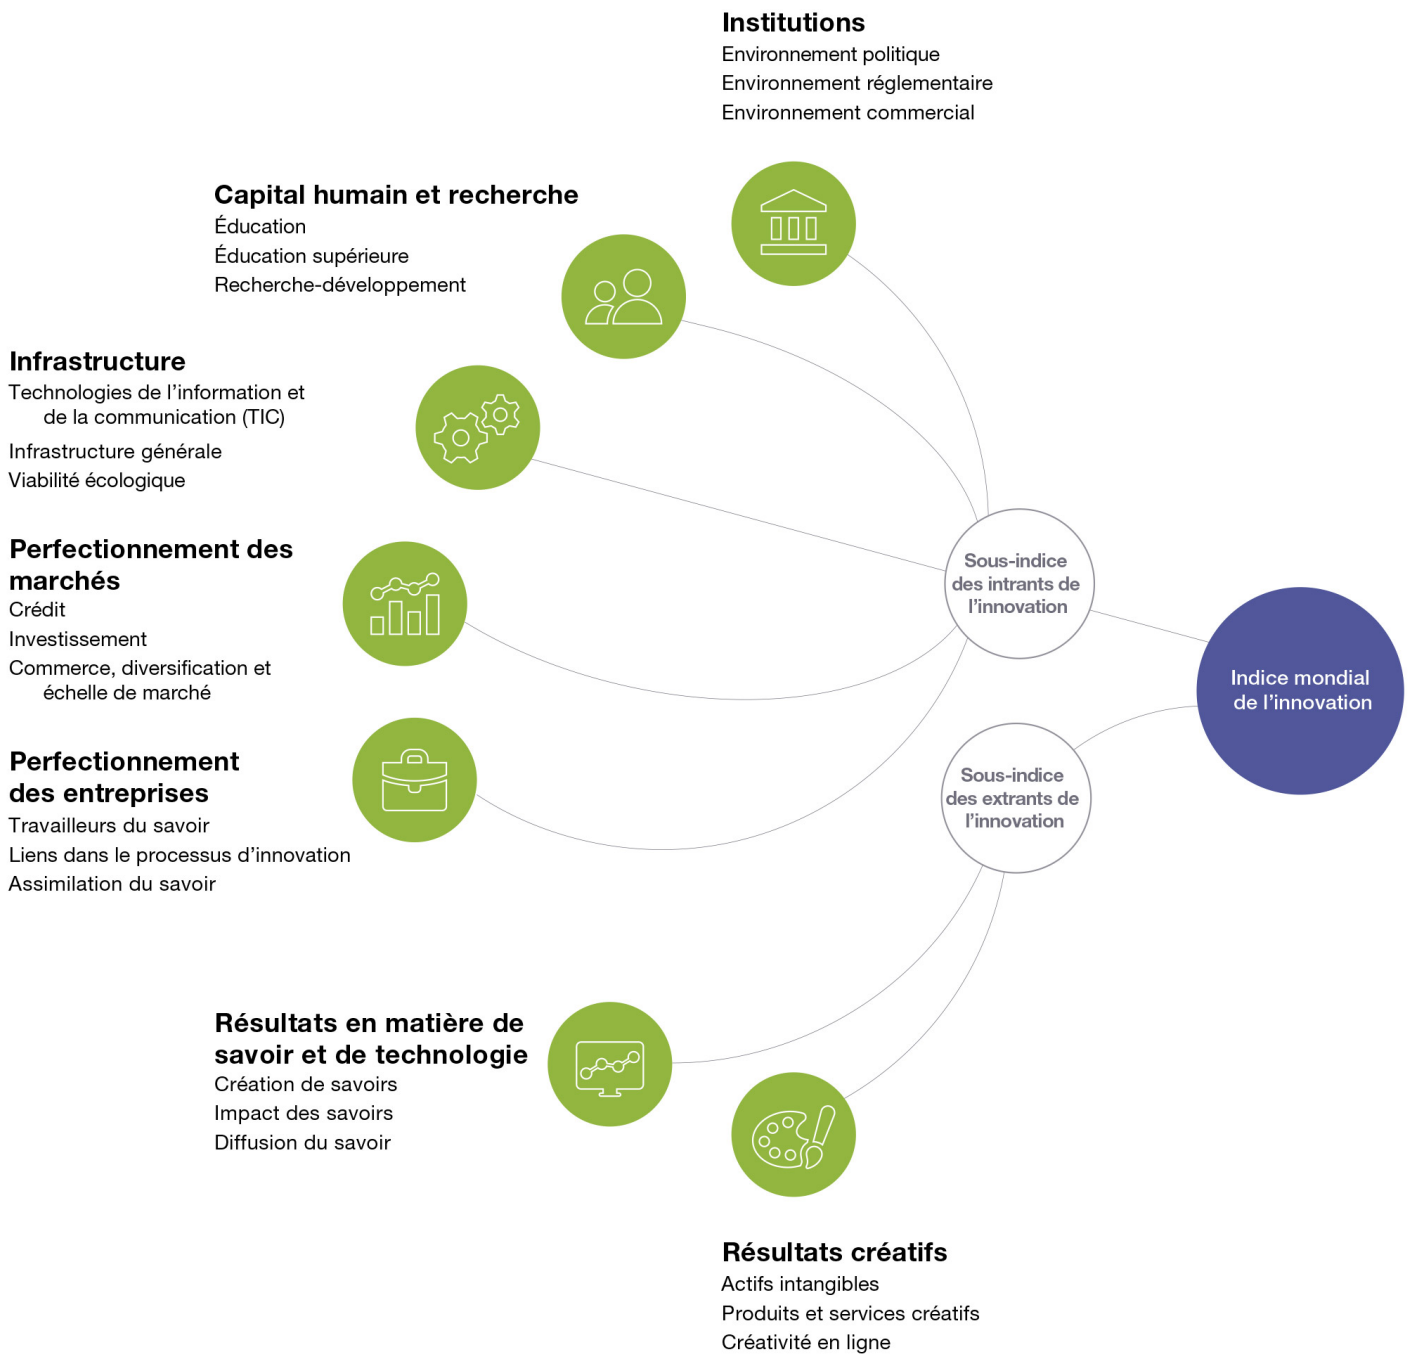 Institutions
Environnement politique
Environnement réglementaire
Environnement commercial
Capital humain et recherche
Éducation
Éducation supérieure
Recherche-développement
Infrastructure
Technologies de l’information et
de la communication (TIC)
Infrastructure générale
Viabilité écologique
Perfectionnement des
marchés
Crédit
Investissement
Commerce, diversification et
échelle de marché
Perfectionnement
des entreprises
Travailleurs du savoir
Liens dans le processus d’innovation
Assimilation du savoir
Sous-indice
des intrants de
l’innovation
Indice mondial
de l’innovation
Sous-indice
des extrants de
l’innovation
Résultats en matière de
savoir et de technologie
Création de savoirs
Impact des savoirs
Diffusion du savoir
Résultats créatifs
Actifs intangibles
Produits et services créatifs
Créativité en ligne